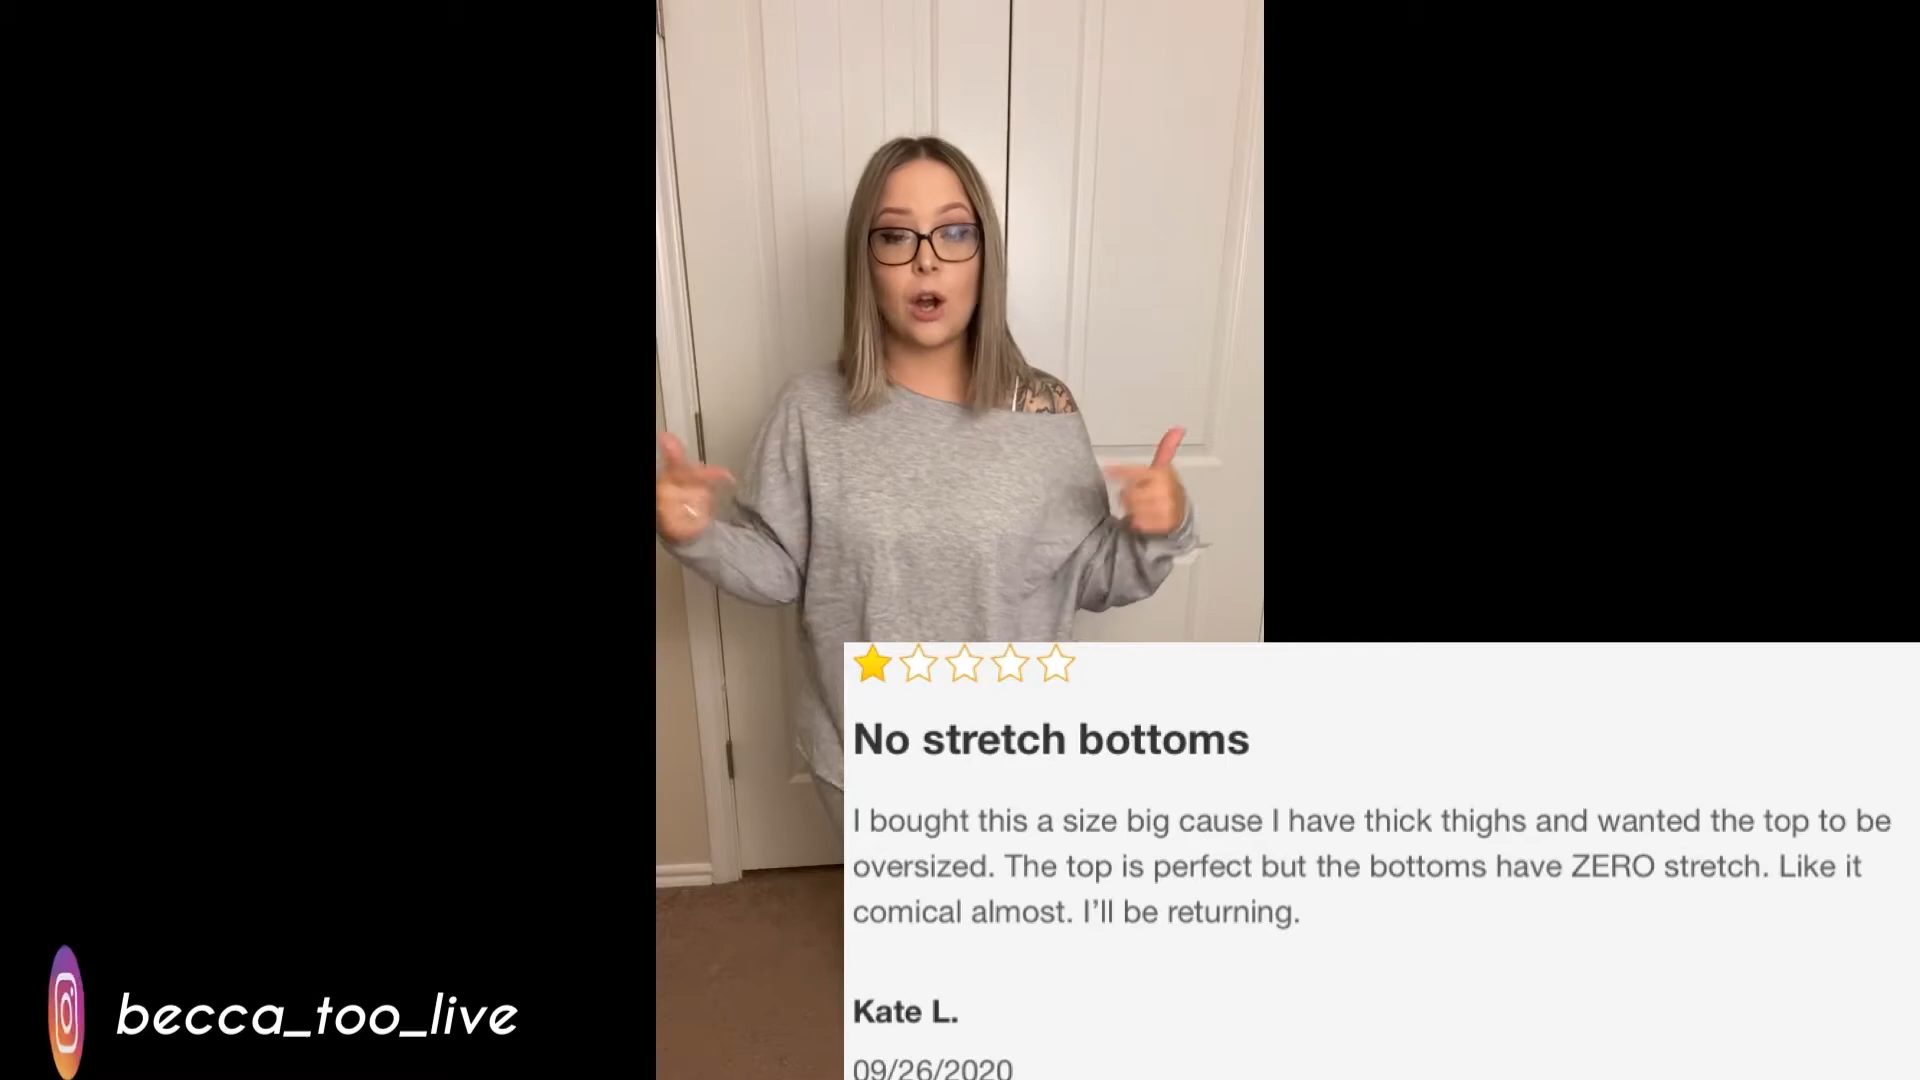 No stretch bottoms
I bought this a size big cause I have thick thighs and wanted the top to be
oversized. The top is perfect but the bottoms have ZERO stretch. Like it
comical almost. I’ll be returning.
Kate L.
09/26/2020
becca_too_live